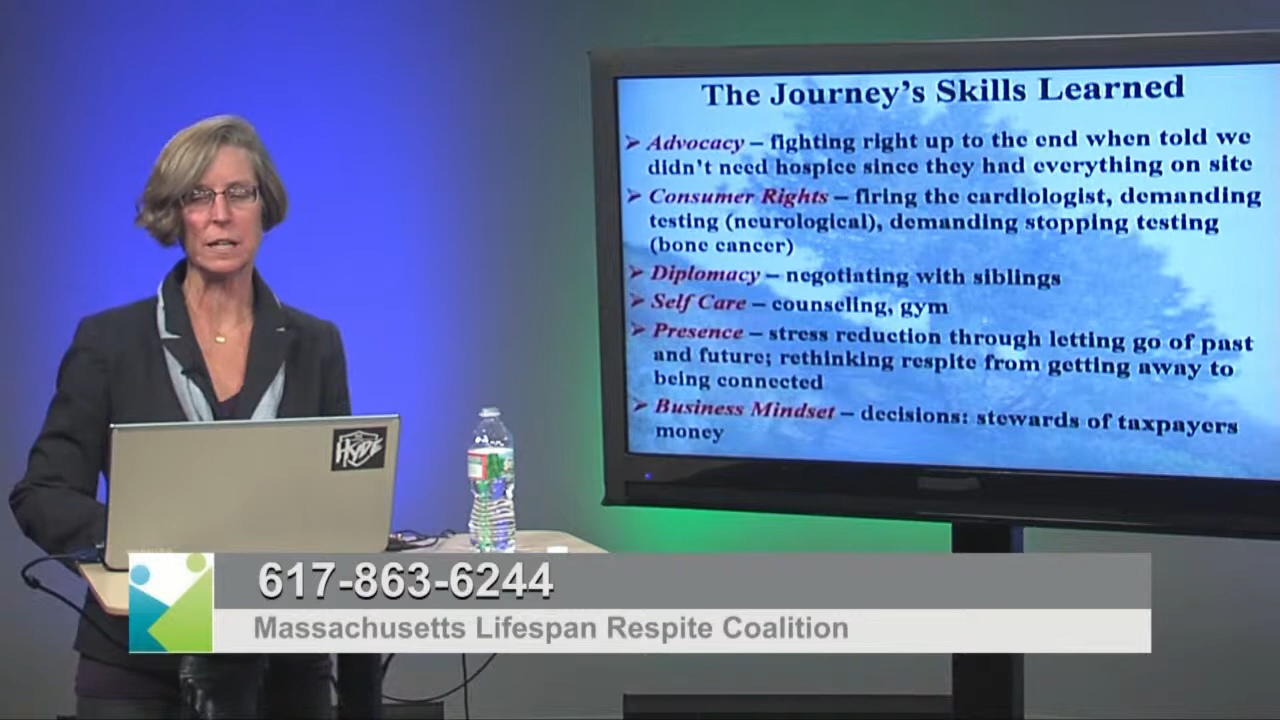 The Journey's Skills Learned
➢ Advocacy – fighting right up to the end when told we
didn't need hospice since they had everything on site
➢ Consumer Rights – firing the cardiologist, demanding
testing (neurological), demanding stopping testing
(bone cancer)
➢ Diplomacy – negotiating with siblings
➢ Self Care – counseling, gym
➢ Presence – stress reduction through letting go of past
and future; rethinking respite from getting away to
being connected
➢ Business Mindset – decisions: stewards of taxpayers
money
HYDE
617-863-6244
Massachusetts Lifespan Respite Coalition